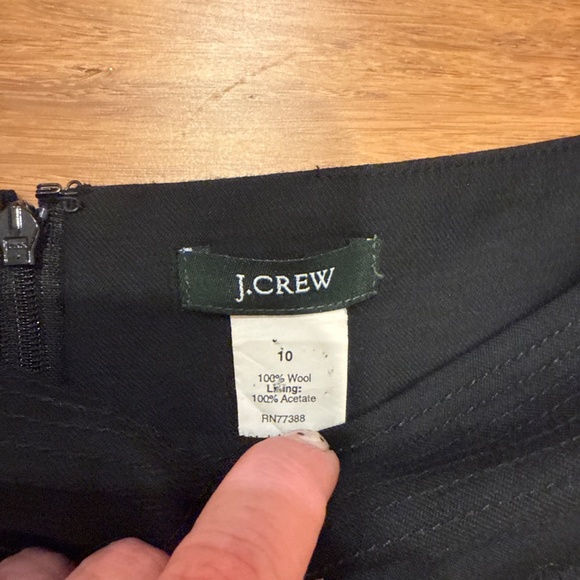 J.CREW
10
100% Wool
Lining:
100% Acetate
RN77388